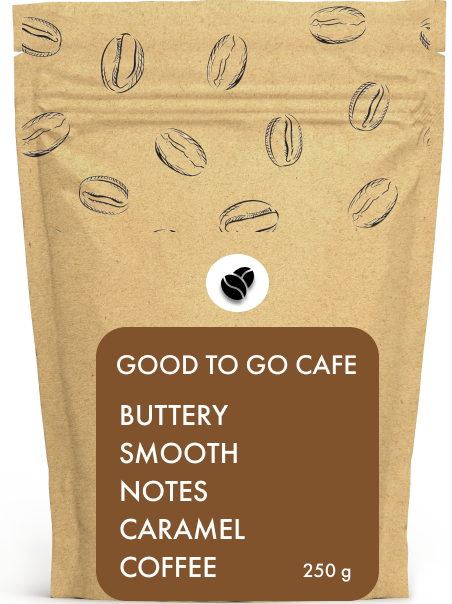 GOOD TO GO CAFE
BUTTERY
SMOOTH
NOTES
CARAMEL
COFFEE 250 g